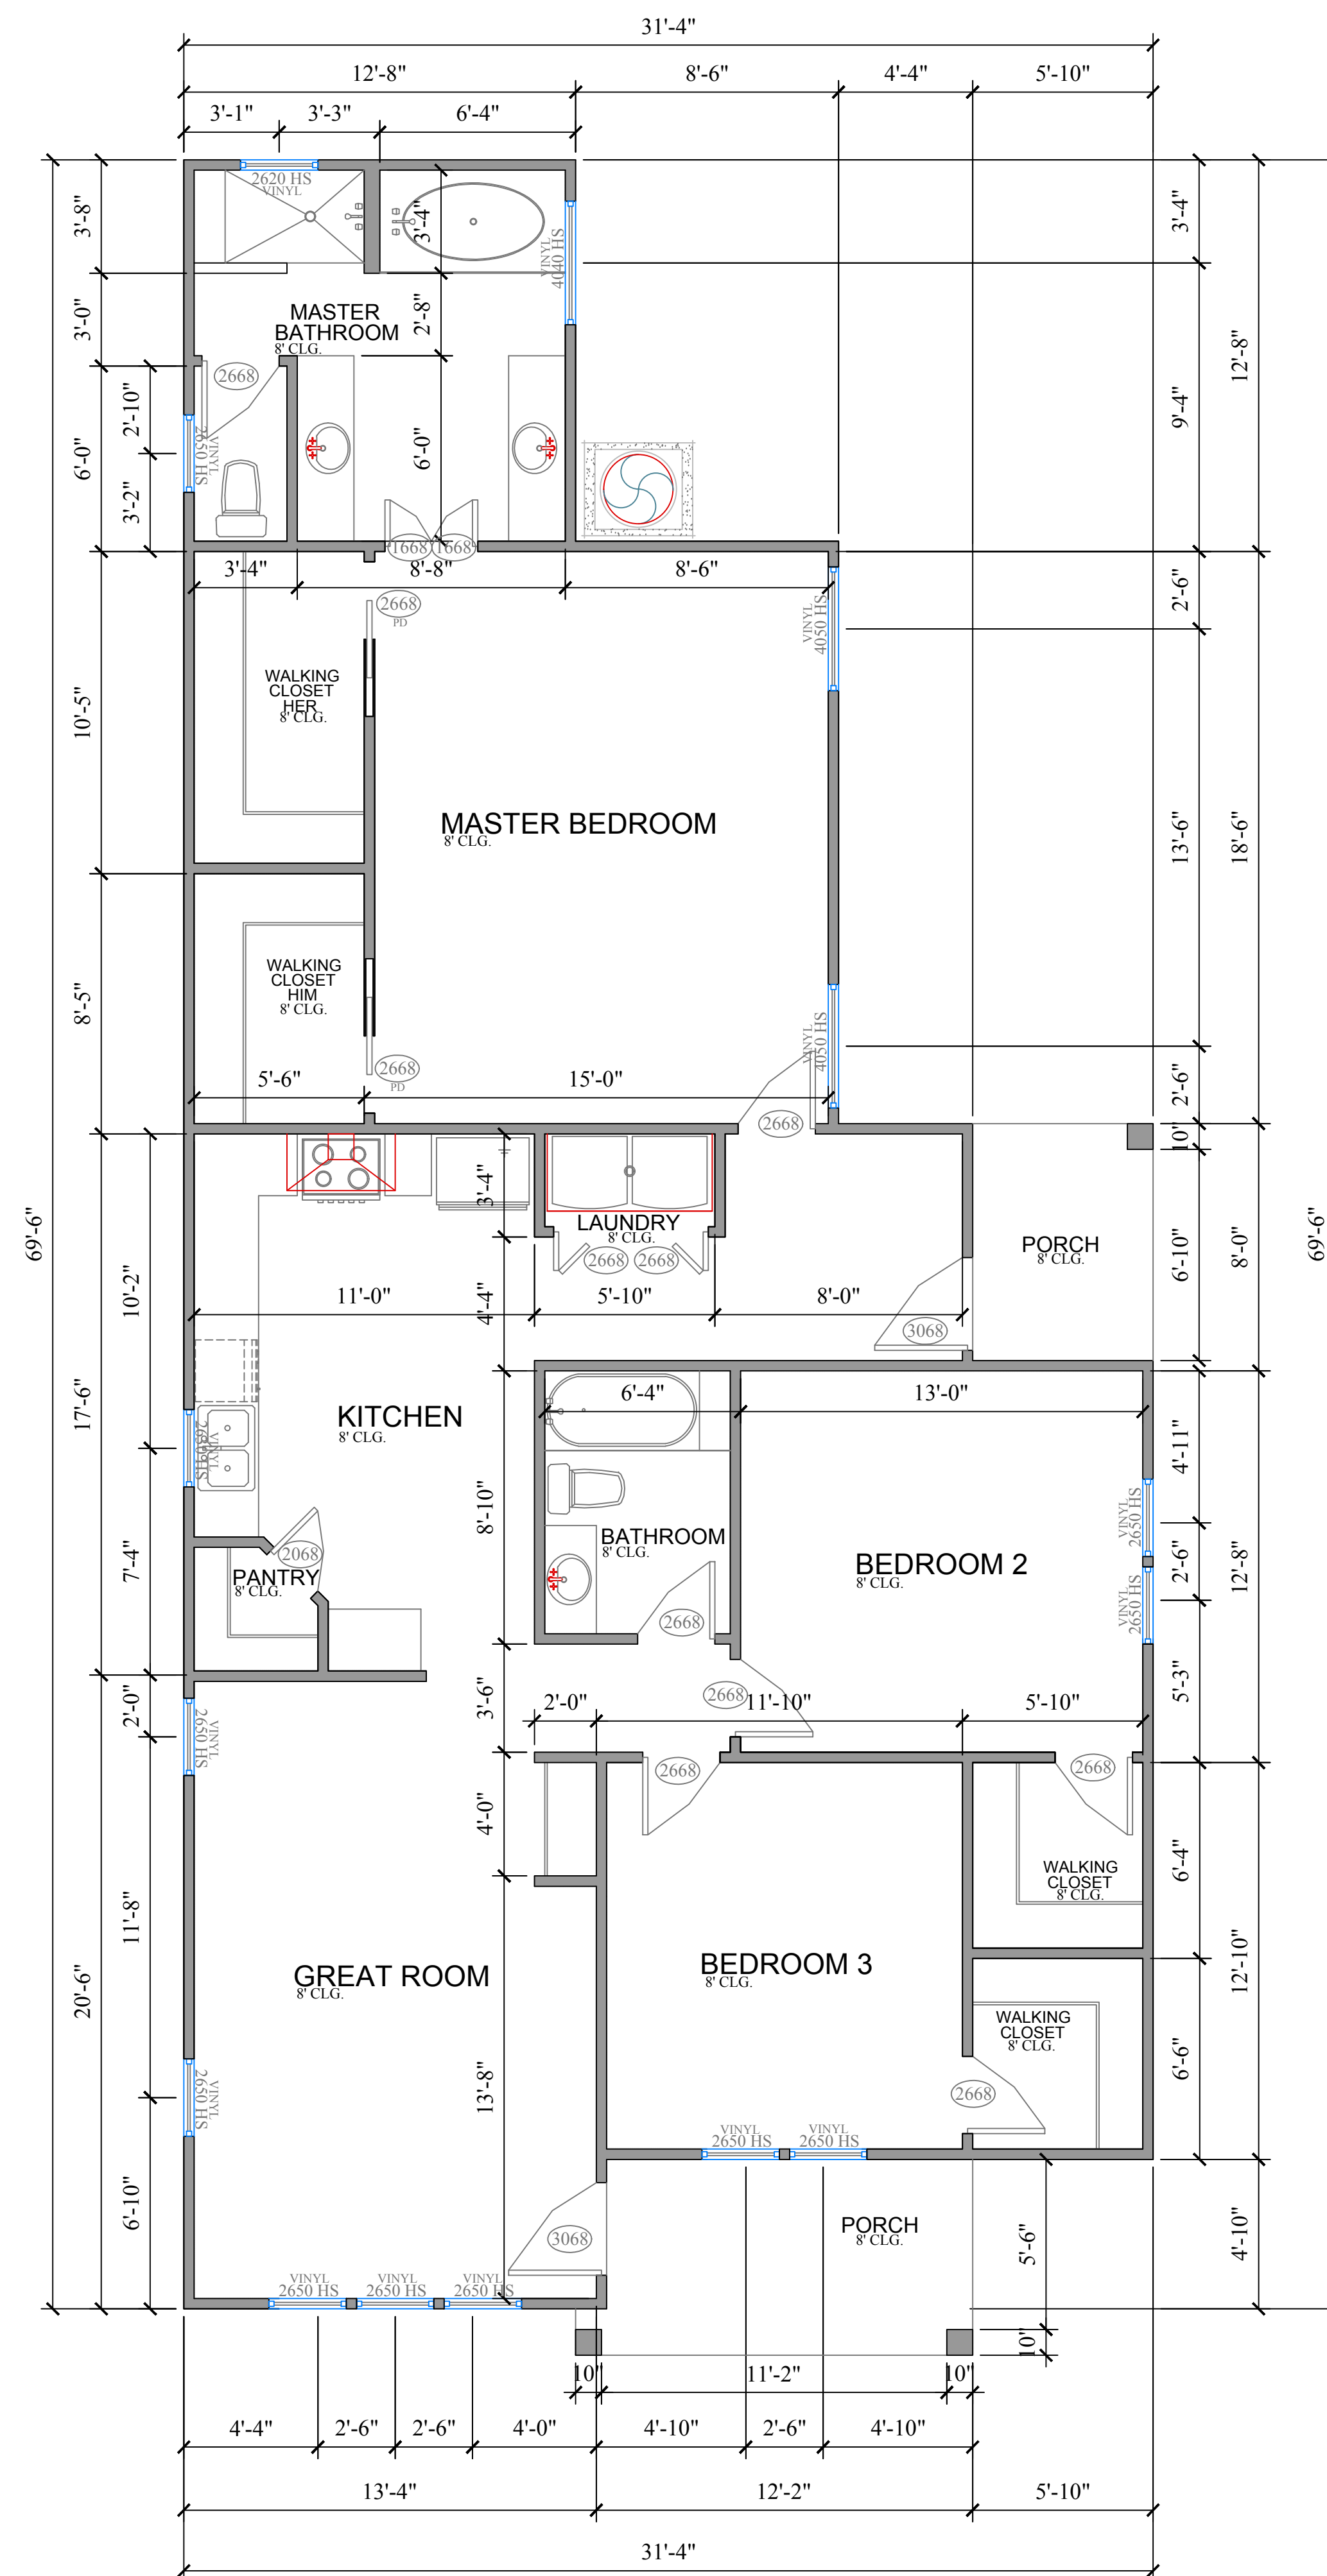 31'-4"
12'-8"
8'-6"
4'-4"
5'-10"
3'-1"
3'-3"
6'-4"
2620 HS
VINYL
3'-8"
3'-4"
VINYL
4040 HS
3'-4"
3'-0"
MASTER
BATHROOM
8' CLG.
2'-8"
12'-8"
2668
2'-10"
9'-4"
6'-0"
VINYL
2650 HS
6'-0"
3'-2"
1668
1668
3'-4"
8'-8"
8'-6"
2'-6"
2668
PD
VINYL
4050 HS
WALKING
CLOSET
HER
8' CLG.
10'-5"
MASTER BEDROOM
8' CLG.
13'-6"
18'-6"
WALKING
CLOSET
HIM
8' CLG.
8'-5"
VINYL
4050 HS
2668
PD
5'-6"
15'-0"
2'-6"
2668
10"
3'-4"
LAUNDRY
8' CLG.
2668
2668
69'-6"
69'-6"
PORCH
8' CLG.
6'-10"
8'-0"
10'-2"
11'-0"
4'-4"
5'-10"
8'-0"
3068
17'-6"
6'-4"
13'-0"
KITCHEN
8' CLG.
VINYL
4'-11"
8'-10"
BATHROOM
8' CLG.
VINYL
2650 HS
2068
PANTRY
8' CLG.
7'-4"
BEDROOM 2
8' CLG.
2'-6"
12'-8"
VINYL
2650 HS
2668
2'-0"
3'-6"
2'-0"
2668
11'-10"
5'-10"
5'-3"
VINYL
2650 HS
2668
2668
4'-0"
WALKING
CLOSET
8' CLG.
6'-4"
11'-8"
20'-6"
GREAT ROOM
8' CLG.
BEDROOM 3
8' CLG.
12'-10"
WALKING
CLOSET
8' CLG.
VINYL
2650 HS
13'-8"
2668
6'-6"
VINYL
2650 HS
VINYL
2650 HS
6'-10"
3068
PORCH
8' CLG.
5'-6"
4'-10"
VINYL
2650 HS
VINYL
2650 HS
VINYL
2650 HS
10"
10"
11'-2"
10"
4'-4"
2'-6"
2'-6"
4'-0"
4'-10"
2'-6"
4'-10"
13'-4"
12'-2"
5'-10"
31'-4"